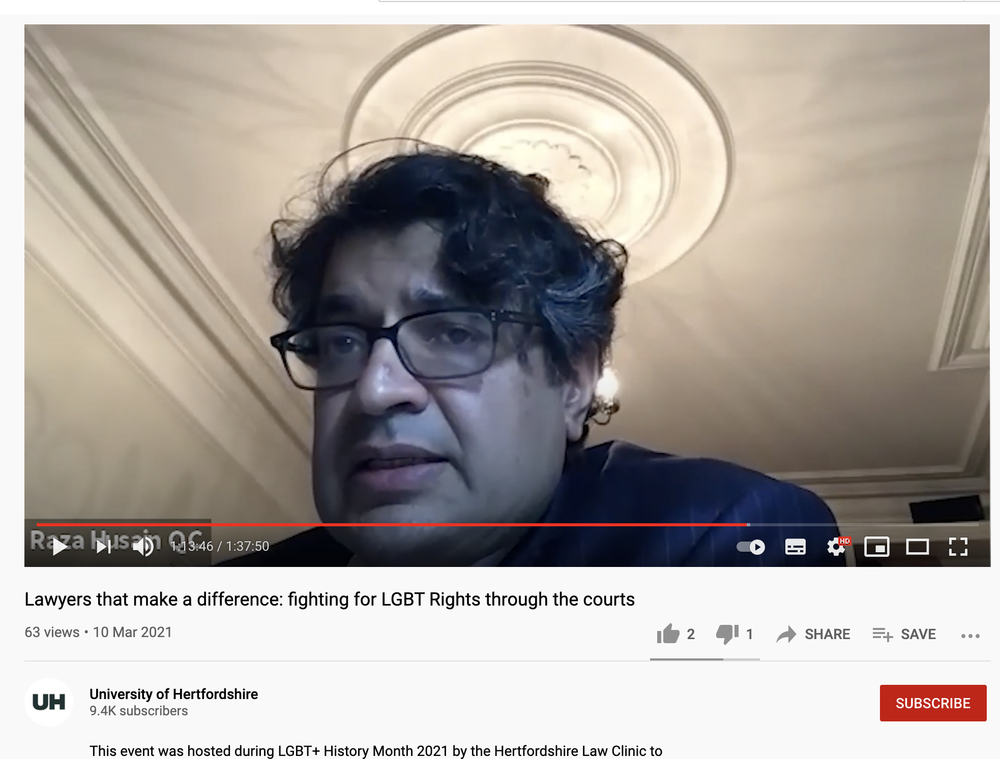 Raza Husain QC
1:13:46 / 1:37:50
HD
Lawyers that make a difference: fighting for LGBT Rights through the courts
63 views • 10 Mar 2021
2
1
SHARE
SAVE
UH
University of Hertfordshire
9.4K subscribers
SUBSCRIBE
This event was hosted during LGBT+ History Month 2021 by the Hertfordshire Law Clinic to